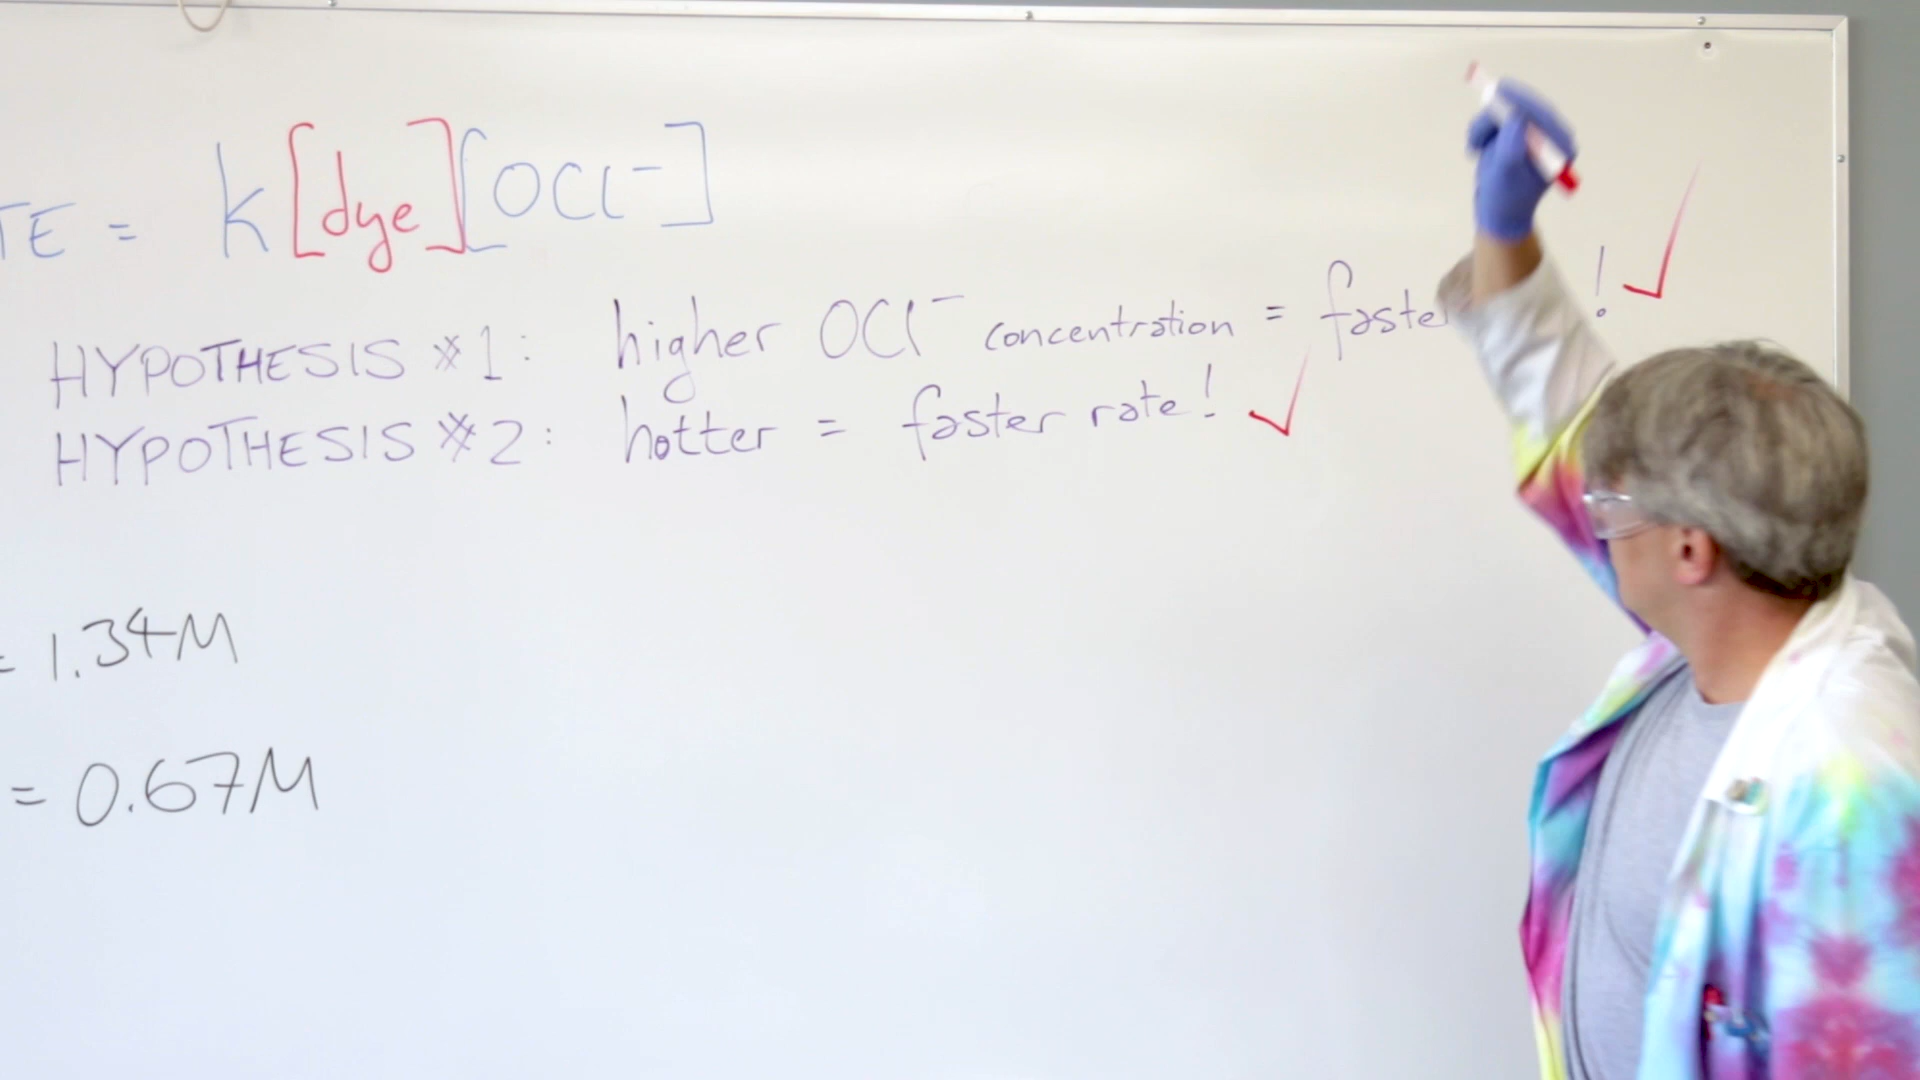 TE = k[dye][OCl⁻]
HYPOTHESIS #1: higher OCl⁻ concentration = faste !
HYPOTHESIS #2: hotter = faster rate!
= 1.34M
= 0.67M